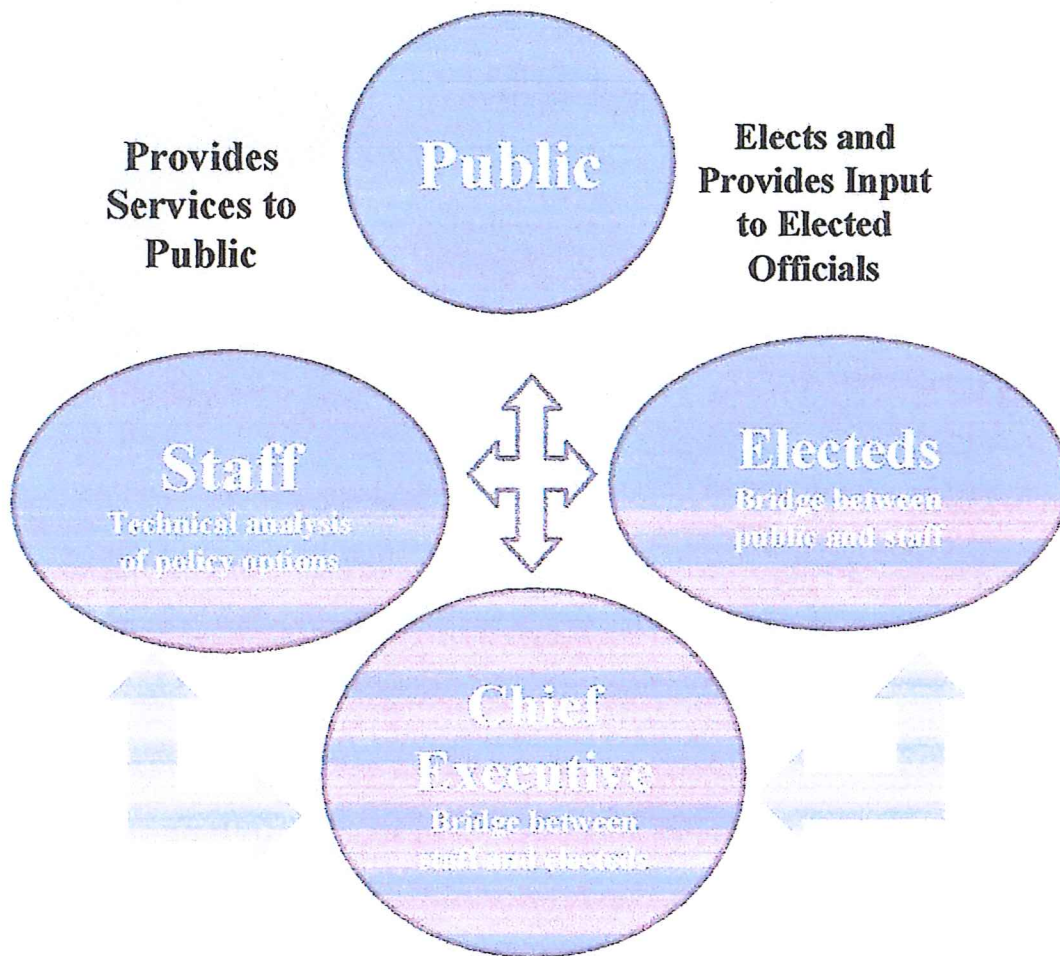 Provides
Services to
Public
Public
Elects and
Provides Input
to Elected
Officials
Staff
Technical analysis
of policy options
Electeds
Bridge between
public and staff
Chief
Executive
Bridge between
staff and electeds